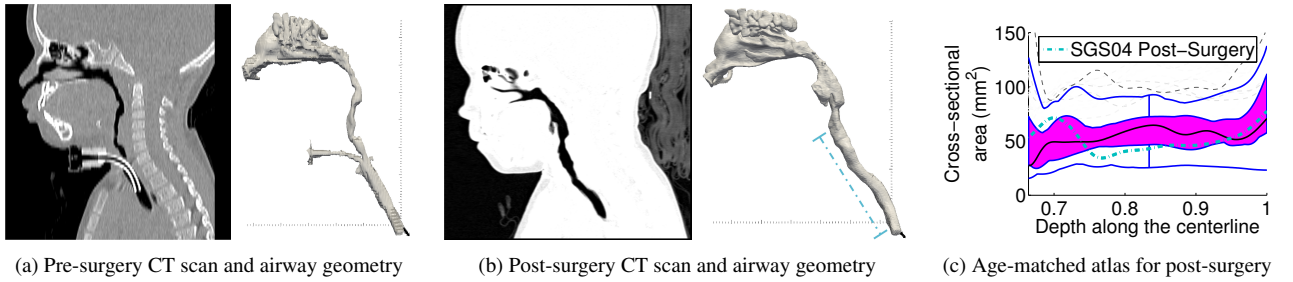 150
100
50
0
Cross−sectional
area (mm²)
SGS04 Post−Surgery
0.7 0.8 0.9 1
Depth along the centerline
(a) Pre-surgery CT scan and airway geometry
(b) Post-surgery CT scan and airway geometry
(c) Age-matched atlas for post-surgery